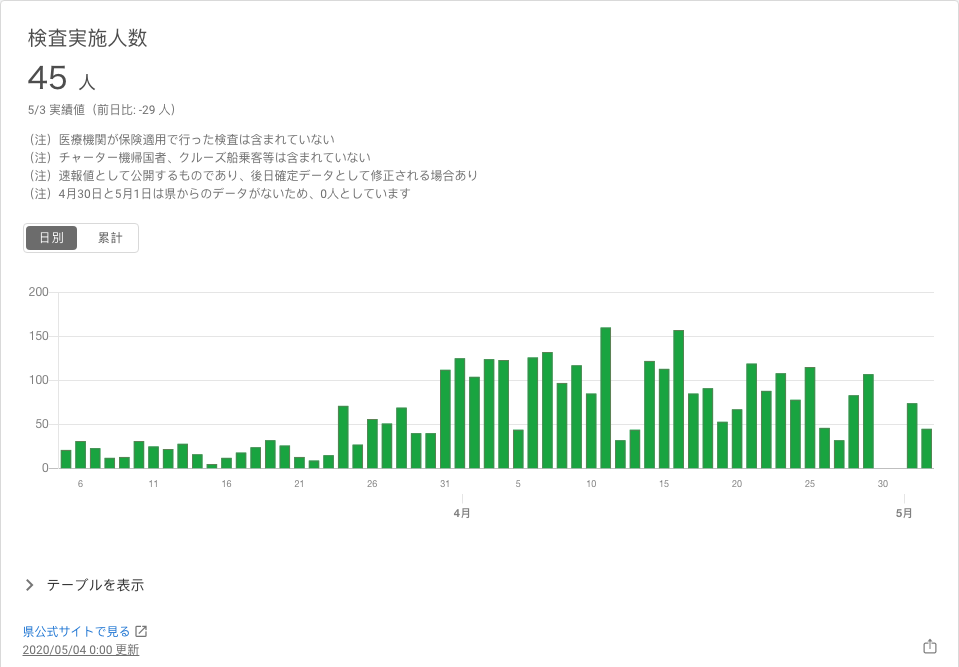 検査実施人数
45 人
5/3 実績値（前日比: -29 人）
（注）医療機関が保険適用で行った検査は含まれていない
（注）チャーター機帰国者、クルーズ船乗客等は含まれていない
（注）速報値として公開するものであり、後日確定データとして修正される場合あり
（注）4月30日と5月1日は県からのデータがないため、0人としています
日別 累計
200
150
100
50
0
6 11 16 21 26 31 5 10 15 20 25 30
4月 5月
テーブルを表示
県公式サイトで見る
2020/05/04 0:00 更新